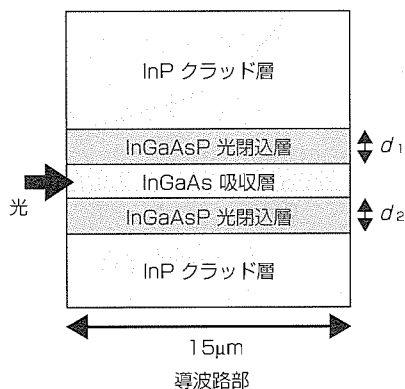 InP クラッド層
InGaAsP 光閉込層
d₁
InGaAs 吸収層
光
InGaAsP 光閉込層
d₂
InP クラッド層
15μm
導波路部